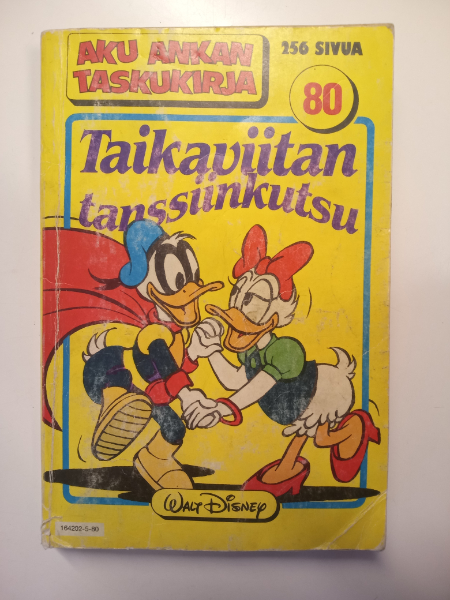 AKU ANKAN
TASKUKIRJA
256 SIVUA
80
Taikaviitan
tanssiinkutsu
WALT DISNEY
164202-5-80